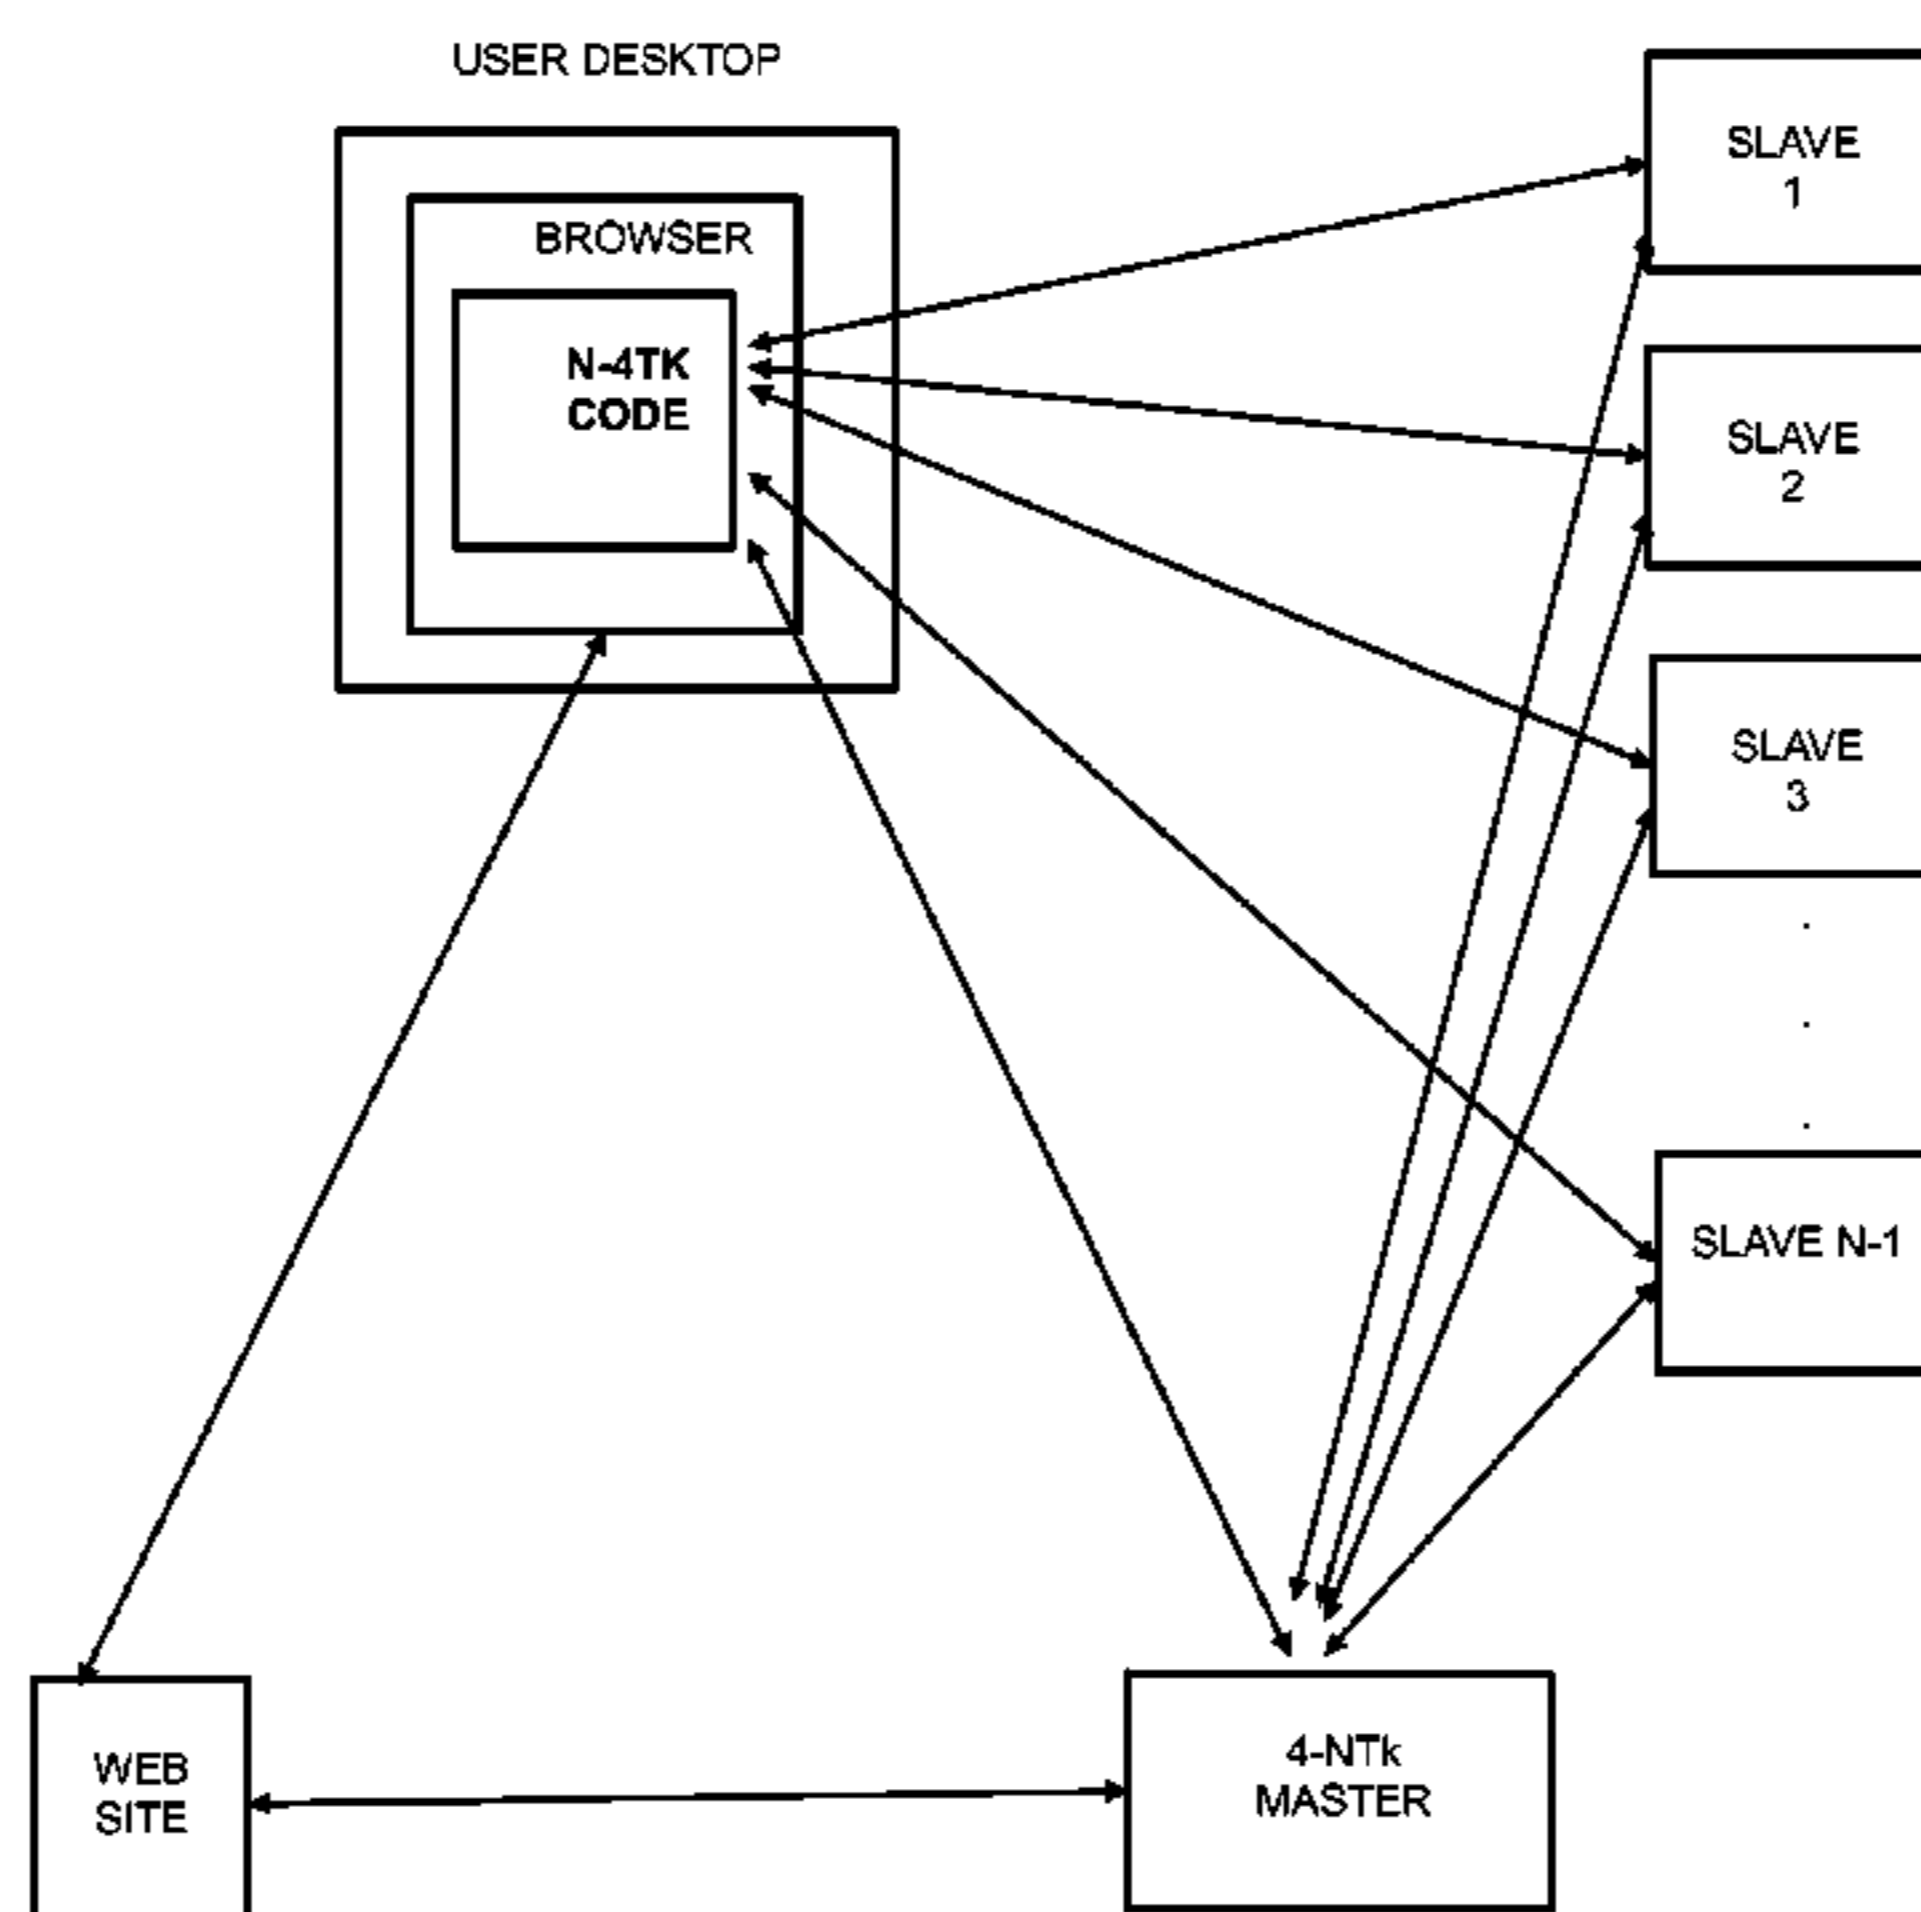 USER DESKTOP
BROWSER
N-4TK
CODE
SLAVE
1
SLAVE
2
SLAVE
3
.
.
.
SLAVE N-1
WEB
SITE
4-NTk
MASTER